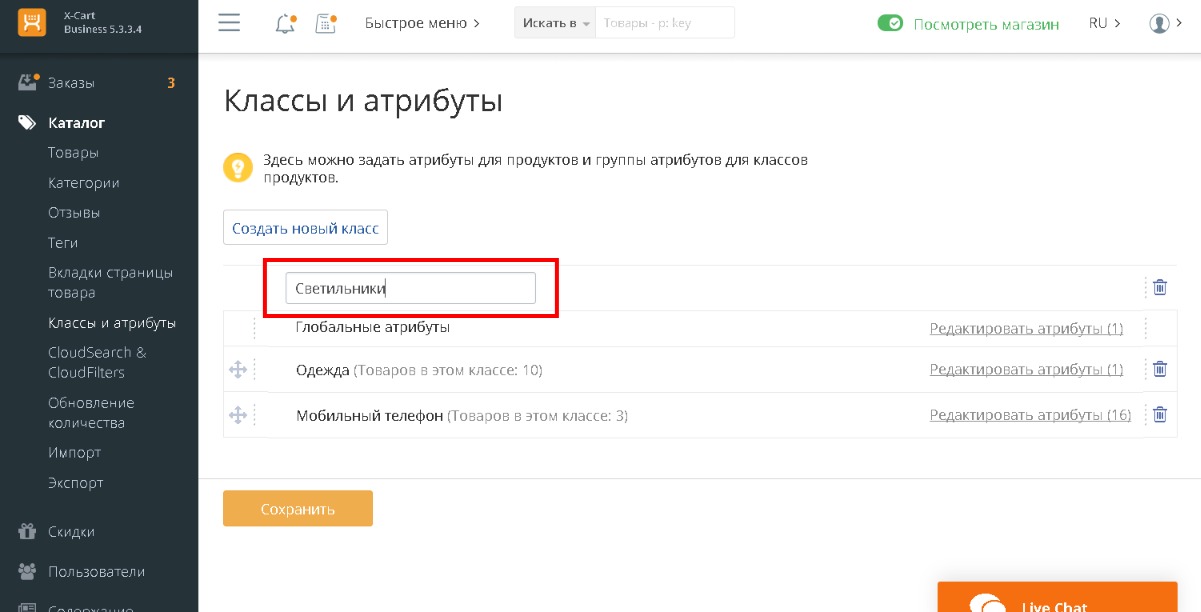 X-Cart
Business 5.3.3.4
Быстрое меню
Искать в
Товары - р: key
Посмотреть магазин
RU
Заказы
3
Каталог
Товары
Категории
Отзывы
Теги
Вкладки страницы
товара
Классы и атрибуты
CloudSearch &
CloudFilters
Обновление
количества
Импорт
Экспорт
Скидки
Пользователи
Содержание
Классы и атрибуты
Здесь можно задать атрибуты для продуктов и группы атрибутов для классов
продуктов.
Создать новый класс
Светильники
Глобальные атрибуты
Редактировать атрибуты (1)
Одежда (Товаров в этом классе: 10)
Редактировать атрибуты (1)
Мобильный телефон (Товаров в этом классе: 3)
Редактировать атрибуты (16)
Сохранить
Live Chat